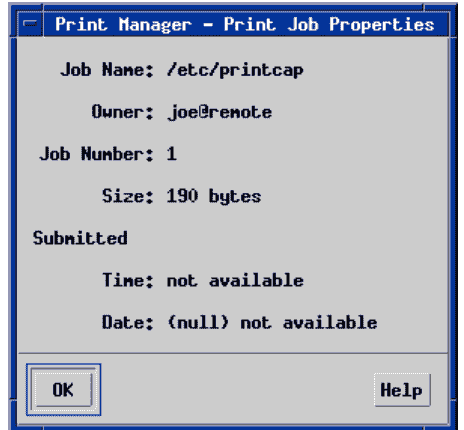 Print Manager - Print Job Properties
Job Name: /etc/printcap
Owner: joe@remote
Job Number: 1
Size: 190 bytes
Submitted
Time: not available
Date: (null) not available
OK Help